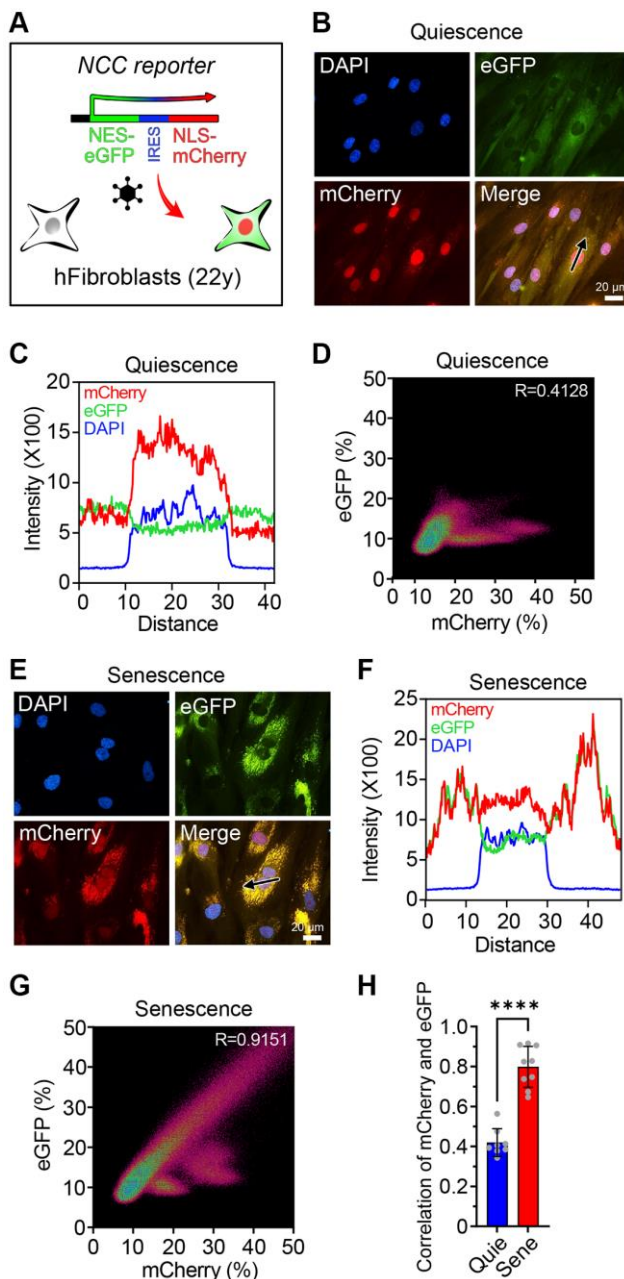 A
NCC reporter
NES-
eGFP
IRES
NLS-
mCherry
hFibroblasts (22y)
B
Quiescence
DAPI
eGFP
mCherry
Merge
20 μm
C
Quiescence
mCherry
eGFP
DAPI
Intensity (X100)
20
15
10
5
0
0
10
20
30
40
Distance
D
Quiescence
R=0.4128
eGFP (%)
50
40
30
20
10
0
0
10
20
30
40
50
mCherry (%)
E
Senescence
DAPI
eGFP
mCherry
Merge
20 μm
F
Senescence
mCherry
eGFP
DAPI
Intensity (X100)
25
20
15
10
5
0
0
10
20
30
40
Distance
G
Senescence
R=0.9151
eGFP (%)
50
40
30
20
10
0
0
10
20
30
40
50
mCherry (%)
H
****
Correlation of mCherry and eGFP
1.0
0.8
0.6
0.4
0.2
0
Quie
Sene